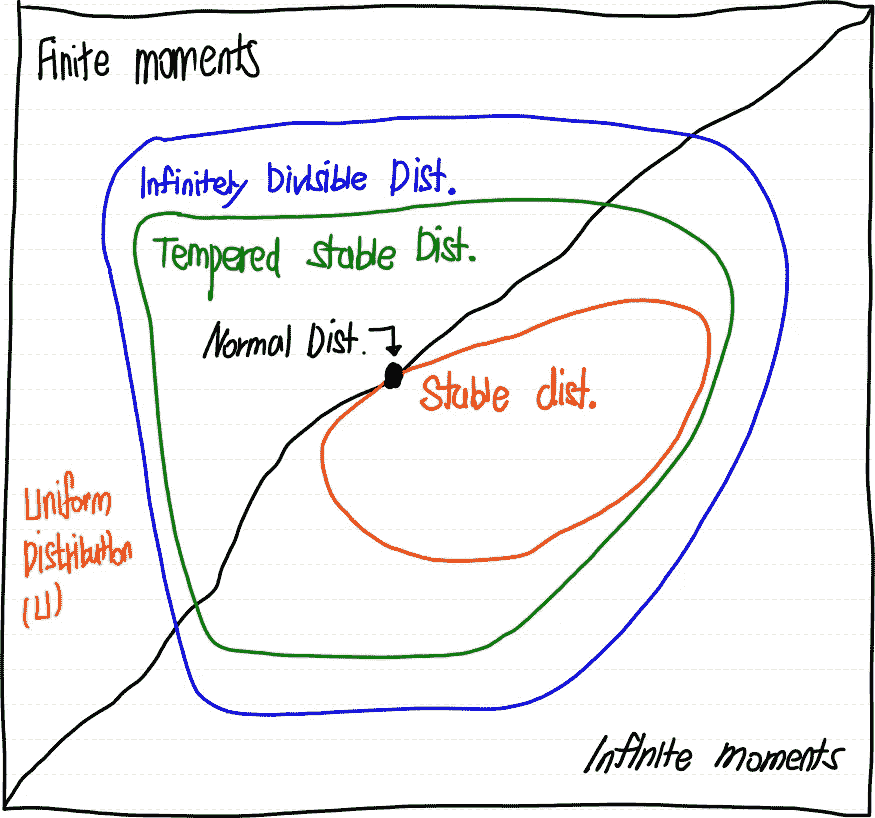 Finite moments
Infinitely Divisible Dist.
Tempered stable Dist.
Normal Dist.
Stable dist.
Uniform
Distribution
(U)
Infinite moments